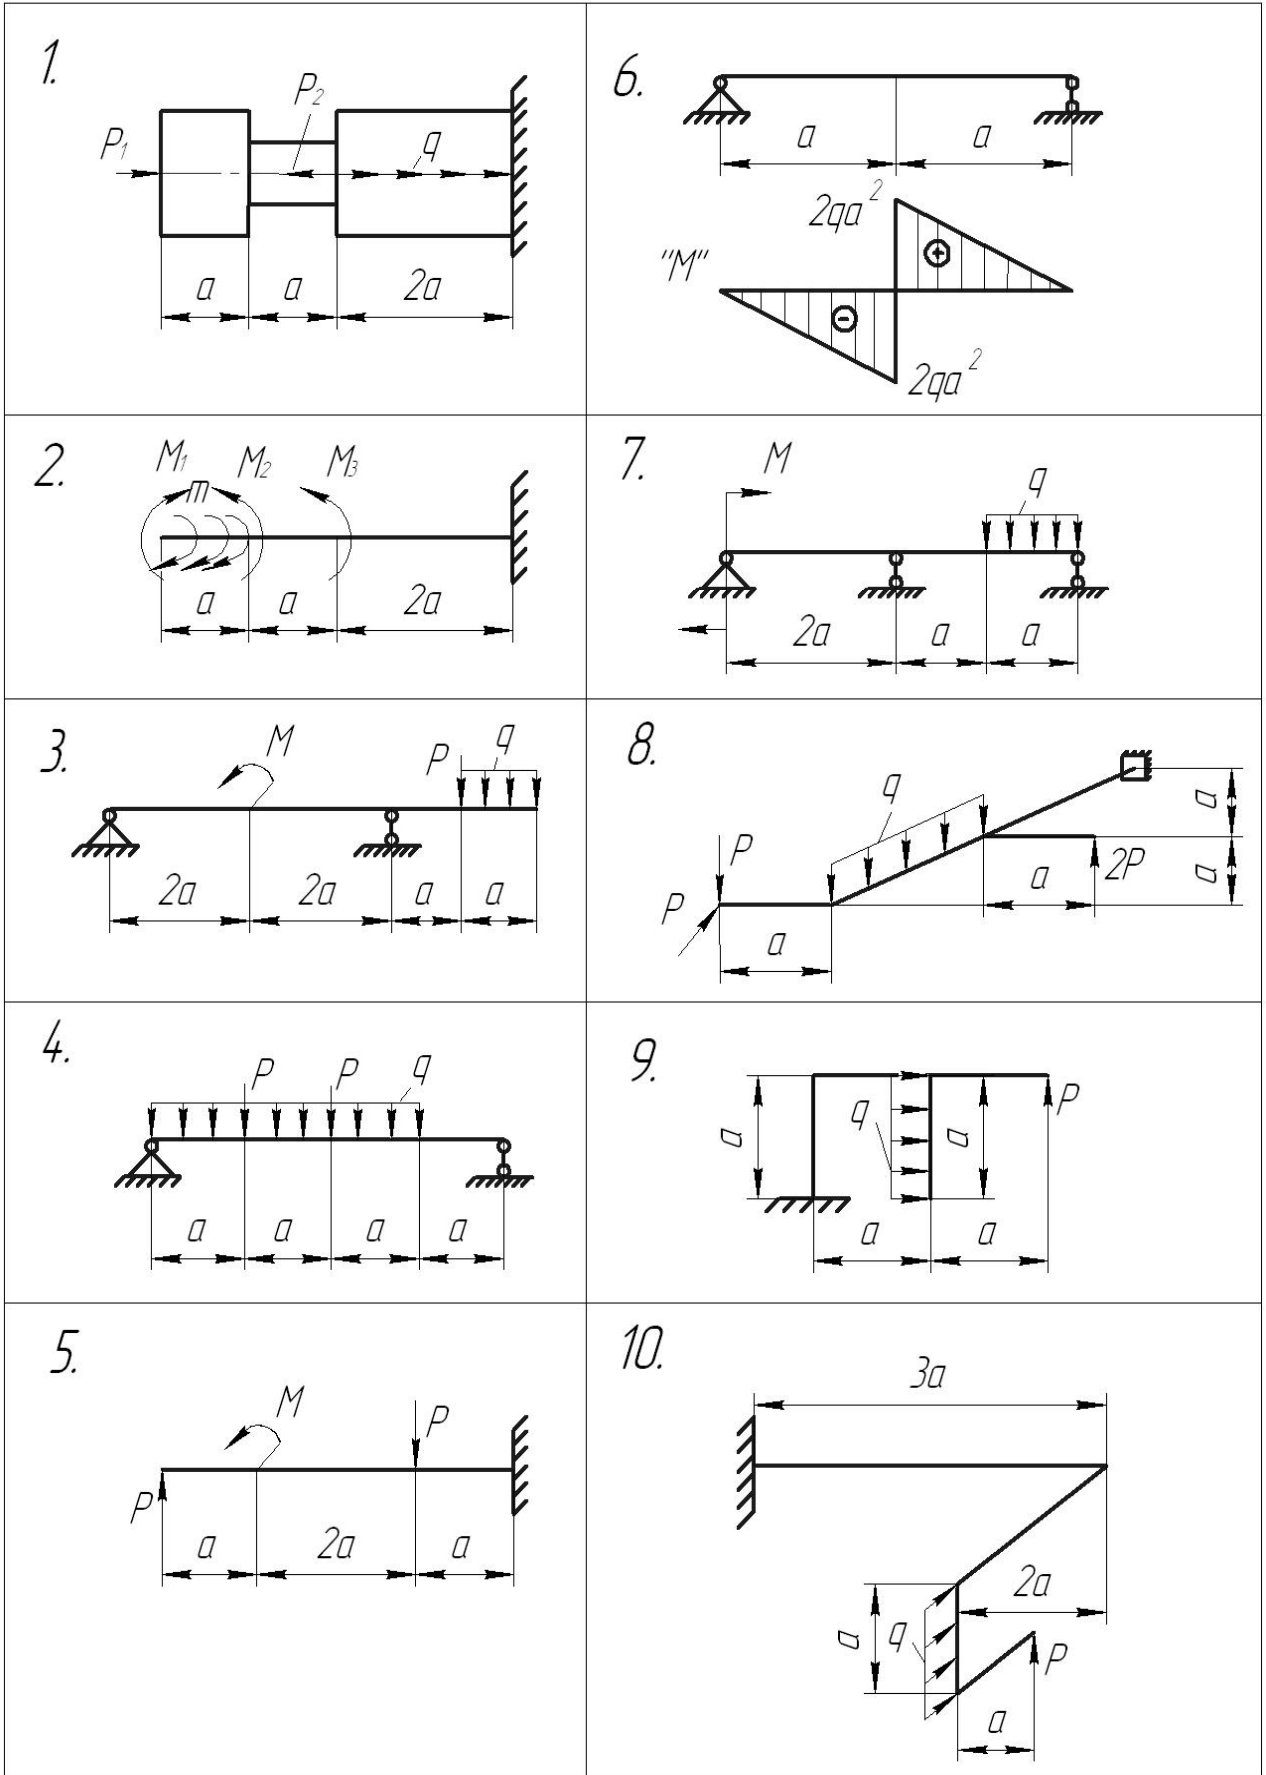 1.
P₂
P₁
q
a a 2a
2.
M₁ M₂ M₃
m
a a 2a
3.
M
P q
2a 2a a a
4.
P P q
a a a a
5.
M
P
P
a 2a a
6.
a a
2qa²
"M"
+
-
2qa²
7.
M
q
2a a a
8.
q
a
P
2P
a
a
P
a
9.
P
q
a
a
a a
10.
3a
2a
a
q
P
a